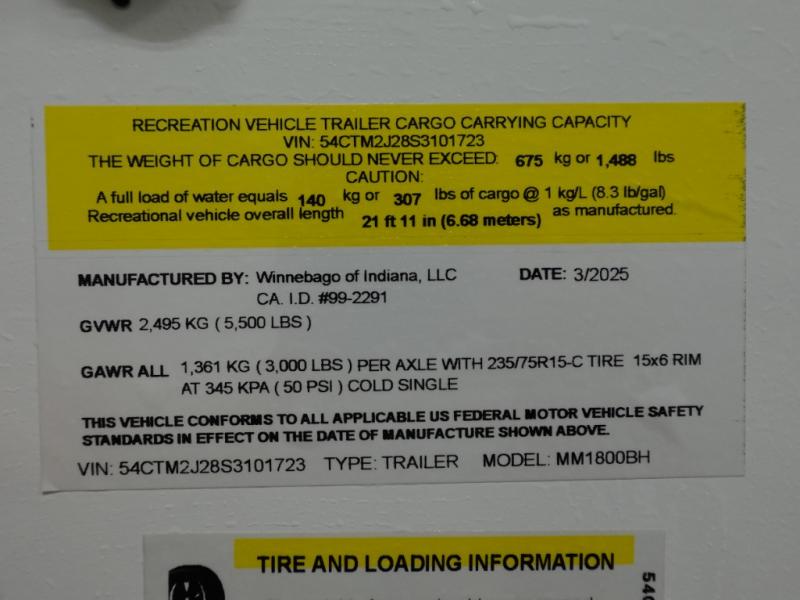 RECREATION VEHICLE TRAILER CARGO CARRYING CAPACITY
VIN: 54CTM2J28S3101723
THE WEIGHT OF CARGO SHOULD NEVER EXCEED: 675 kg or 1,488 lbs
CAUTION:
A full load of water equals 140 kg or 307 lbs of cargo @ 1 kg/L (8.3 lb/gal)
Recreational vehicle overall length 21 ft 11 in (6.68 meters) as manufactured.
MANUFACTURED BY: Winnebago of Indiana, LLC DATE: 3/2025
CA. I.D. #99-2291
GVWR 2,495 KG ( 5,500 LBS )
GAWR ALL 1,361 KG ( 3,000 LBS ) PER AXLE WITH 235/75R15-C TIRE 15x6 RIM
AT 345 KPA ( 50 PSI ) COLD SINGLE
THIS VEHICLE CONFORMS TO ALL APPLICABLE US FEDERAL MOTOR VEHICLE SAFETY
STANDARDS IN EFFECT ON THE DATE OF MANUFACTURE SHOWN ABOVE.
VIN: 54CTM2J28S3101723 TYPE: TRAILER MODEL: MM1800BH
TIRE AND LOADING INFORMATION